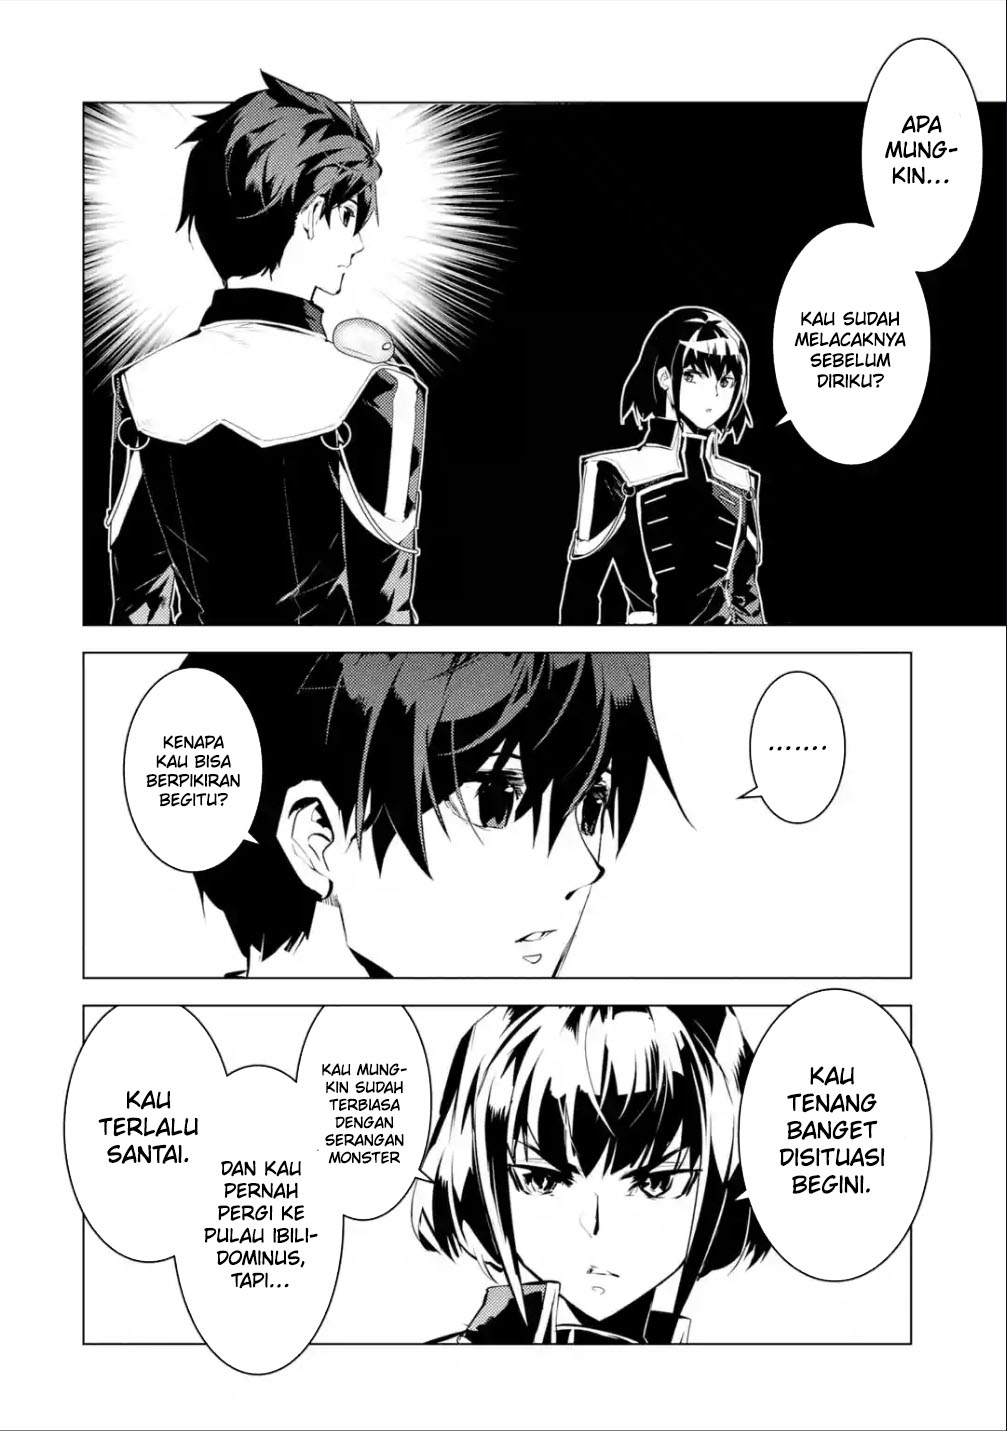 APA
MUNG-
KIN...
KAU SUDAH
MELACAKNYA
SEBELUM
DIRIKU?
.......
KENAPA
KAU BISA
BERPIKIRAN
BEGITU?
KAU
TENANG
BANGET
DISITUASI
BEGINI.
KAU MUNG-
KIN SUDAH
TERBIASA
DENGAN
SERANGAN
MONSTER
DAN KAU
PERNAH
PERGI KE
PULAU IBILI-
DOMINUS,
TAPI...
KAU
TERLALU
SANTAI.